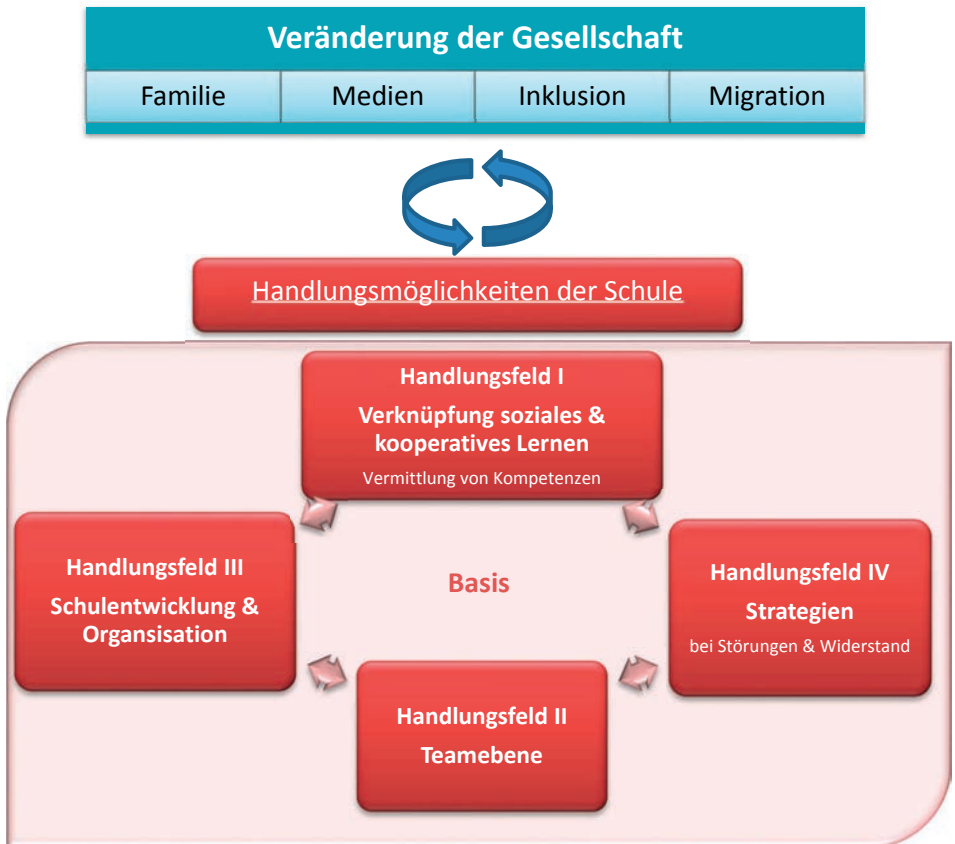 Veränderung der Gesellschaft
Familie Medien Inklusion Migration
Handlungsmöglichkeiten der Schule
Handlungsfeld I
Verknüpfung soziales &
kooperatives Lernen
Vermittlung von Kompetenzen
Handlungsfeld III
Schulentwicklung &
Organsisation
Basis
Handlungsfeld IV
Strategien
bei Störungen & Widerstand
Handlungsfeld II
Teamebene